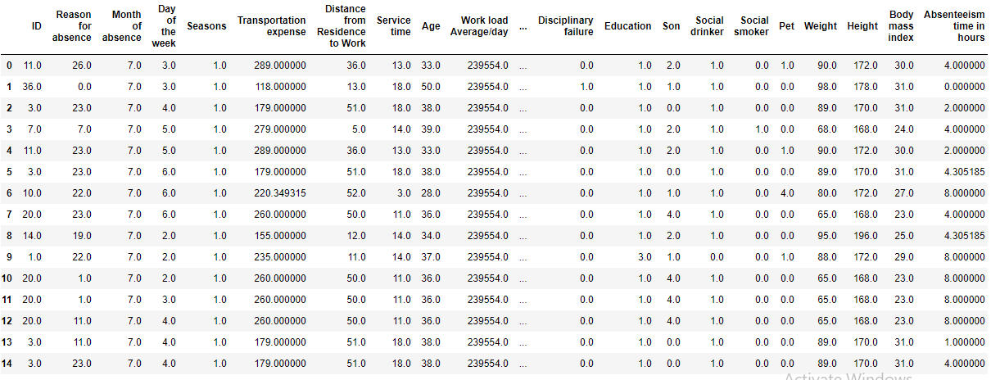 ID Reason for absence Month of absence Day of the week Seasons Transportation expense Distance from Residence to Work Service time Age Work load Average/day ... Disciplinary failure Education Son Social drinker Social smoker Pet Weight Height Body mass index Absenteeism time in hours
0 11.0 26.0 7.0 3.0 1.0 289.000000 36.0 13.0 33.0 239554.0 ... 0.0 1.0 2.0 1.0 0.0 1.0 90.0 172.0 30.0 4.000000
1 36.0 0.0 7.0 3.0 1.0 118.000000 13.0 18.0 50.0 239554.0 ... 1.0 1.0 1.0 1.0 0.0 0.0 98.0 178.0 31.0 0.000000
2 3.0 23.0 7.0 4.0 1.0 179.000000 51.0 18.0 38.0 239554.0 ... 0.0 1.0 0.0 1.0 0.0 0.0 89.0 170.0 31.0 2.000000
3 7.0 7.0 7.0 5.0 1.0 279.000000 5.0 14.0 39.0 239554.0 ... 0.0 1.0 2.0 1.0 1.0 0.0 68.0 168.0 24.0 4.000000
4 11.0 23.0 7.0 5.0 1.0 289.000000 36.0 13.0 33.0 239554.0 ... 0.0 1.0 2.0 1.0 0.0 1.0 90.0 172.0 30.0 2.000000
5 3.0 23.0 7.0 6.0 1.0 179.000000 51.0 18.0 38.0 239554.0 ... 0.0 1.0 0.0 1.0 0.0 0.0 89.0 170.0 31.0 4.305185
6 10.0 22.0 7.0 6.0 1.0 220.349315 52.0 3.0 28.0 239554.0 ... 0.0 1.0 1.0 1.0 0.0 4.0 80.0 172.0 27.0 8.000000
7 20.0 23.0 7.0 6.0 1.0 260.000000 50.0 11.0 36.0 239554.0 ... 0.0 1.0 4.0 1.0 0.0 0.0 65.0 168.0 23.0 4.000000
8 14.0 19.0 7.0 2.0 1.0 155.000000 12.0 14.0 34.0 239554.0 ... 0.0 1.0 2.0 1.0 0.0 0.0 95.0 196.0 25.0 4.305185
9 1.0 22.0 7.0 2.0 1.0 235.000000 11.0 14.0 37.0 239554.0 ... 0.0 3.0 1.0 0.0 0.0 1.0 88.0 172.0 29.0 8.000000
10 20.0 1.0 7.0 2.0 1.0 260.000000 50.0 11.0 36.0 239554.0 ... 0.0 1.0 4.0 1.0 0.0 0.0 65.0 168.0 23.0 8.000000
11 20.0 1.0 7.0 3.0 1.0 260.000000 50.0 11.0 36.0 239554.0 ... 0.0 1.0 4.0 1.0 0.0 0.0 65.0 168.0 23.0 8.000000
12 20.0 11.0 7.0 4.0 1.0 260.000000 50.0 11.0 36.0 239554.0 ... 0.0 1.0 4.0 1.0 0.0 0.0 65.0 168.0 23.0 8.000000
13 3.0 11.0 7.0 4.0 1.0 179.000000 51.0 18.0 38.0 239554.0 ... 0.0 1.0 0.0 1.0 0.0 0.0 89.0 170.0 31.0 1.000000
14 3.0 23.0 7.0 4.0 1.0 179.000000 51.0 18.0 38.0 239554.0 ... 0.0 1.0 0.0 1.0 0.0 0.0 89.0 170.0 31.0 4.000000
Activate Windows